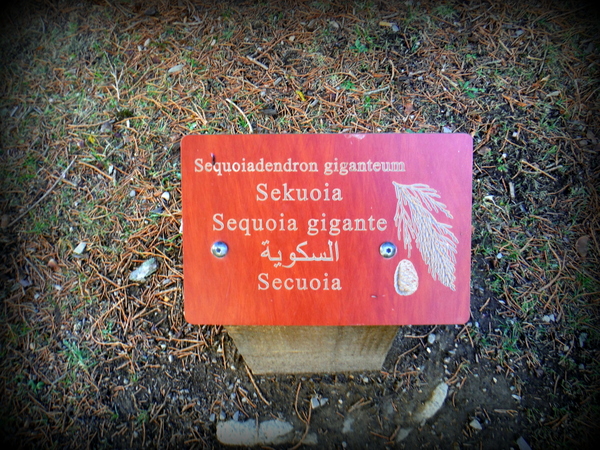 Sequoiadendron giganteum
Sekuoia
Sequoia gigante
السكوية
Secuoia